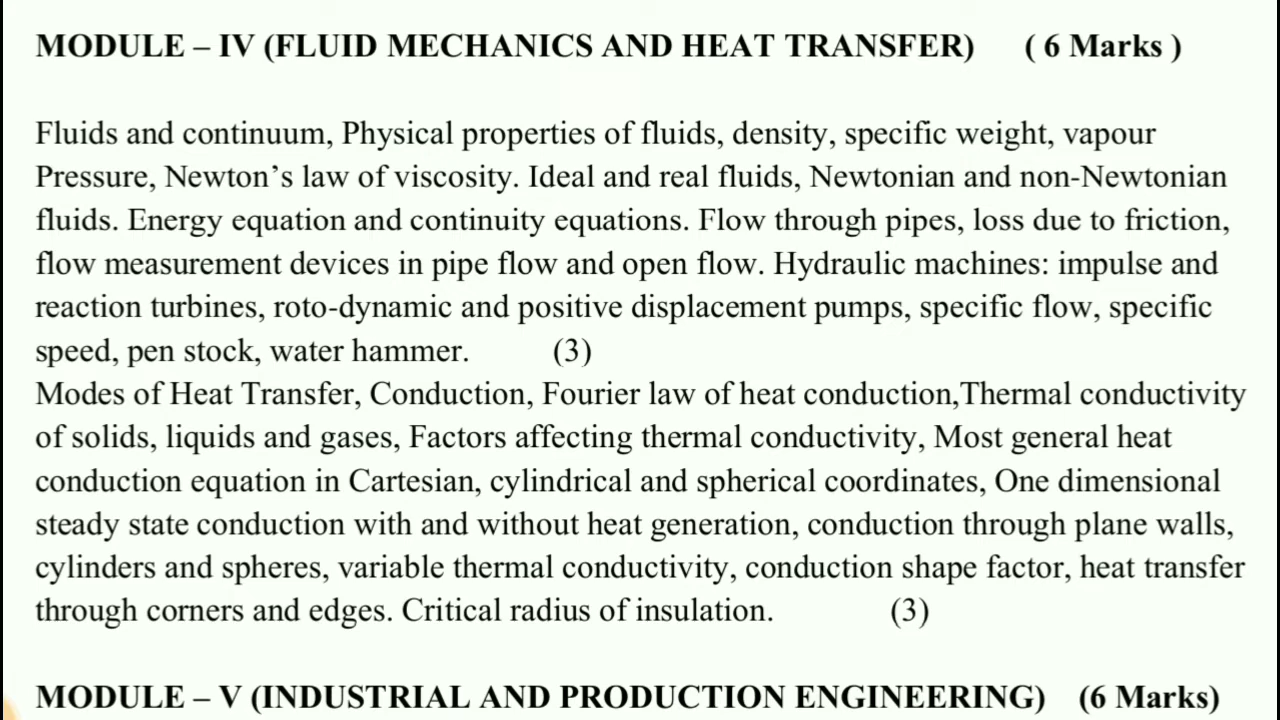 MODULE – IV (FLUID MECHANICS AND HEAT TRANSFER) ( 6 Marks )
Fluids and continuum, Physical properties of fluids, density, specific weight, vapour
Pressure, Newton’s law of viscosity. Ideal and real fluids, Newtonian and non-Newtonian
fluids. Energy equation and continuity equations. Flow through pipes, loss due to friction,
flow measurement devices in pipe flow and open flow. Hydraulic machines: impulse and
reaction turbines, roto-dynamic and positive displacement pumps, specific flow, specific
speed, pen stock, water hammer. (3)
Modes of Heat Transfer, Conduction, Fourier law of heat conduction,Thermal conductivity
of solids, liquids and gases, Factors affecting thermal conductivity, Most general heat
conduction equation in Cartesian, cylindrical and spherical coordinates, One dimensional
steady state conduction with and without heat generation, conduction through plane walls,
cylinders and spheres, variable thermal conductivity, conduction shape factor, heat transfer
through corners and edges. Critical radius of insulation. (3)
MODULE – V (INDUSTRIAL AND PRODUCTION ENGINEERING) (6 Marks)